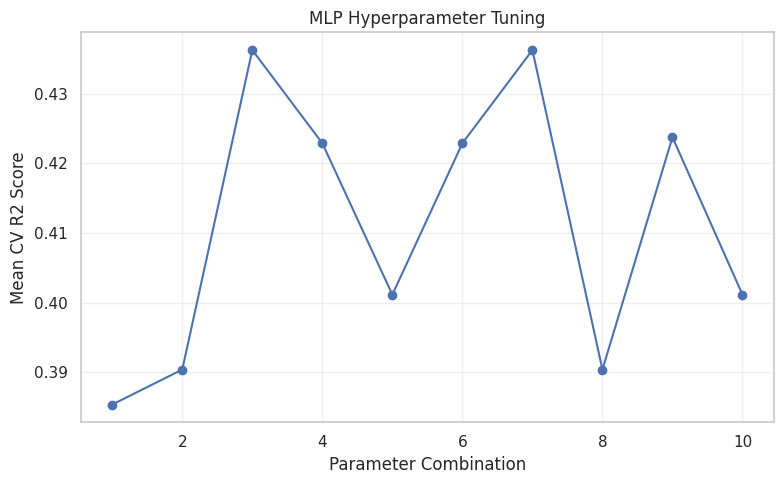 MLP Hyperparameter Tuning
Mean CV R2 Score
0.43
0.42
0.41
0.40
0.39
2 4 6 8 10
Parameter Combination